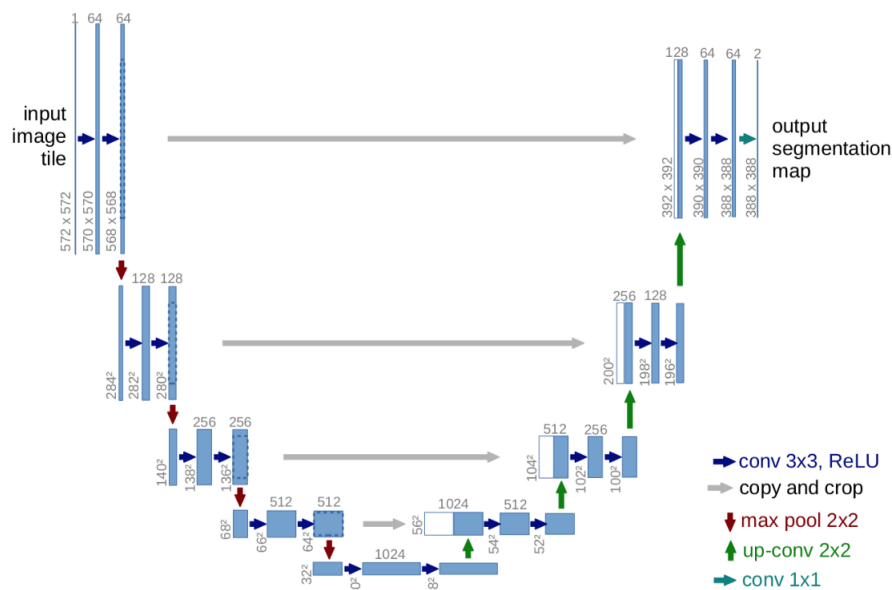 1
64
64
input
image
tile
572 x 572
570 x 570
568 x 568
128
64
64
2
392 x 392
390 x 390
388 x 388
388 x 388
output
segmentation
map
128
128
284²
282²
280²
256
128
200²
198²
196²
256
256
140²
138²
136²
512
256
104²
102²
100²
512
512
68²
66²
64²
1024
512
56²
54²
52²
1024
32²
0²
8²
conv 3x3, ReLU
copy and crop
max pool 2x2
up-conv 2x2
conv 1x1